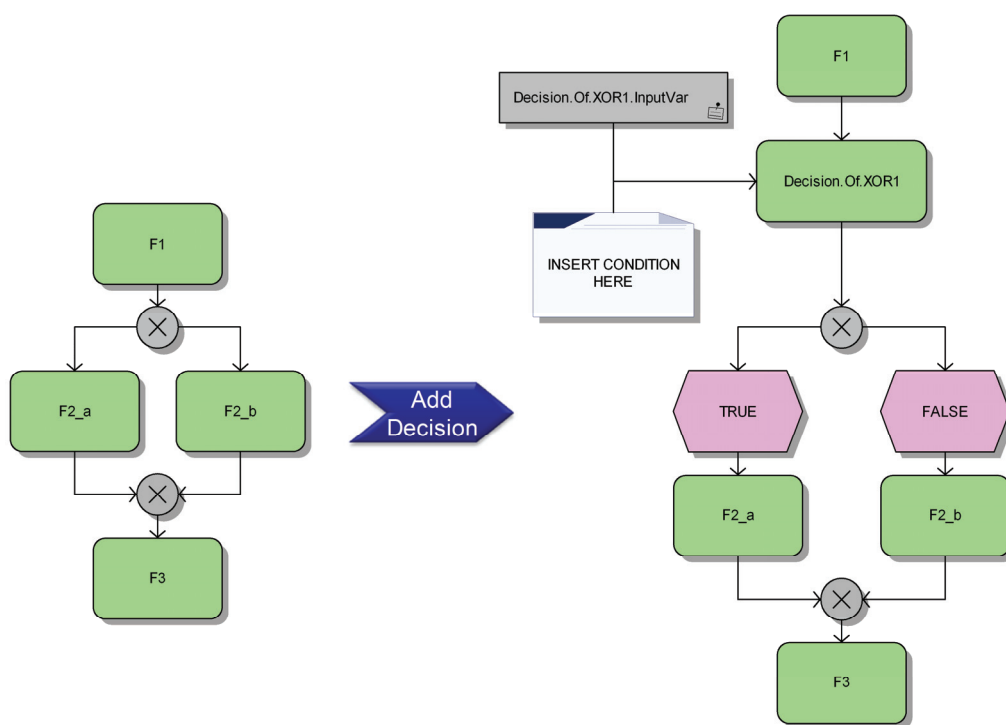 F1
F2_a
F2_b
F3
Add
Decision
F1
Decision.Of.XOR1.InputVar
Decision.Of.XOR1
INSERT CONDITION
HERE
TRUE
FALSE
F2_a
F2_b
F3